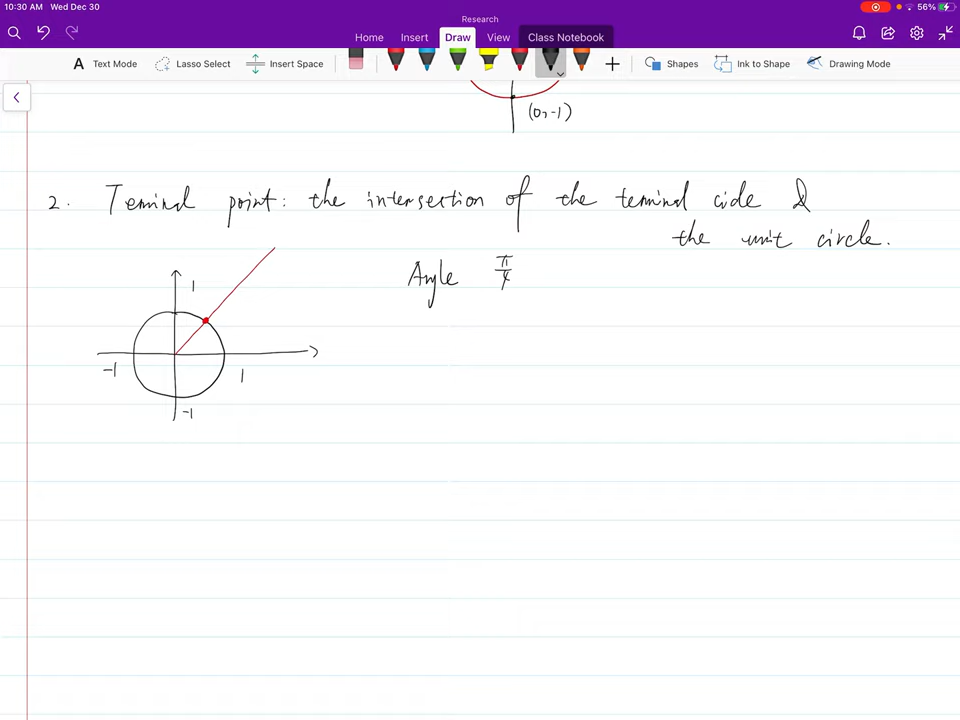 10:30 AM Wed Dec 30
56%
Research
Home Insert Draw View Class Notebook
Text Mode Lasso Select Insert Space Shapes Ink to Shape Drawing Mode
(0, -1)
2. Terminal point: the intersection of the terminal cide &
the unit circle.
Angle π/4
1
-1
1
-1